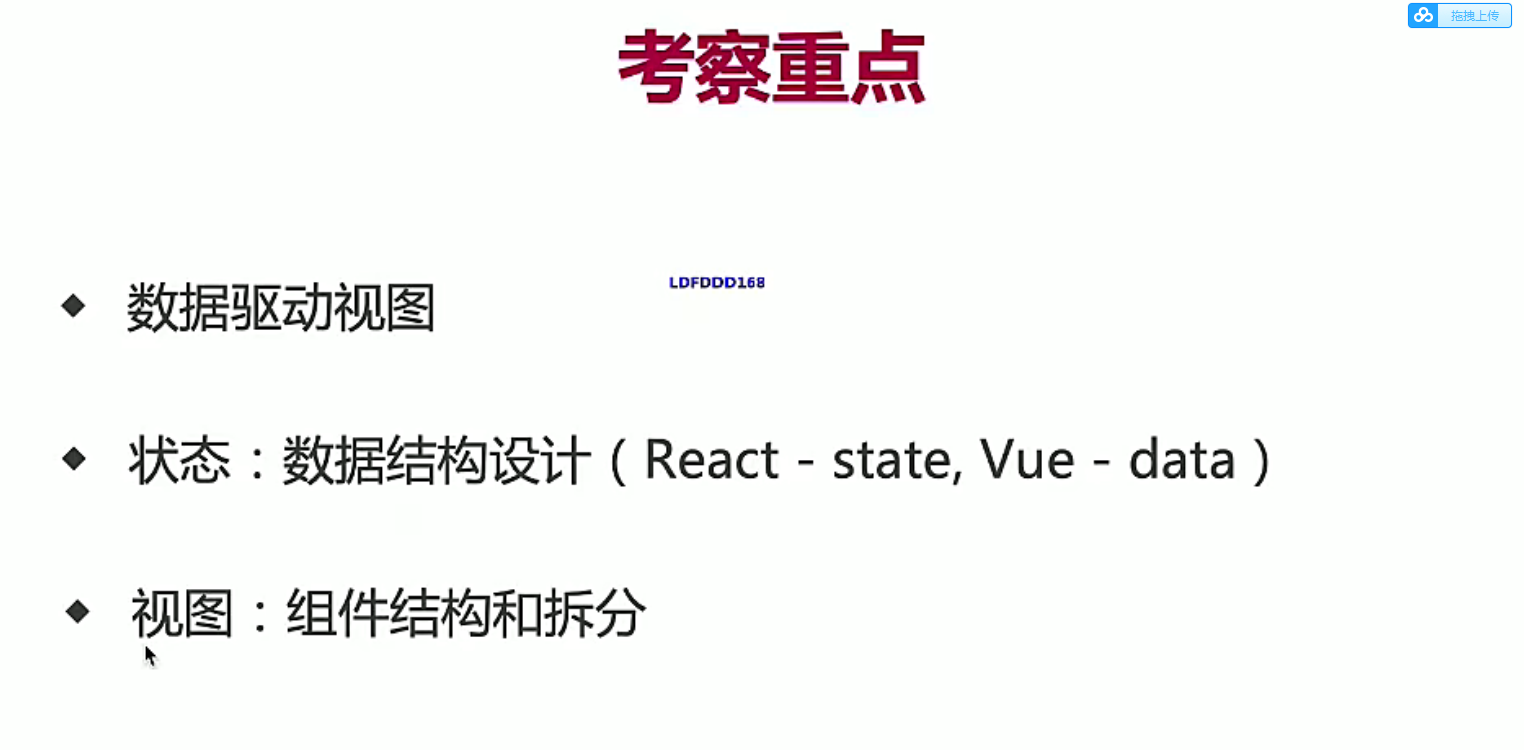 拖拽上传
考察重点
LDFDDD168
◆ 数据驱动视图
◆ 状态：数据结构设计（React - state, Vue - data）
◆ 视图：组件结构和拆分